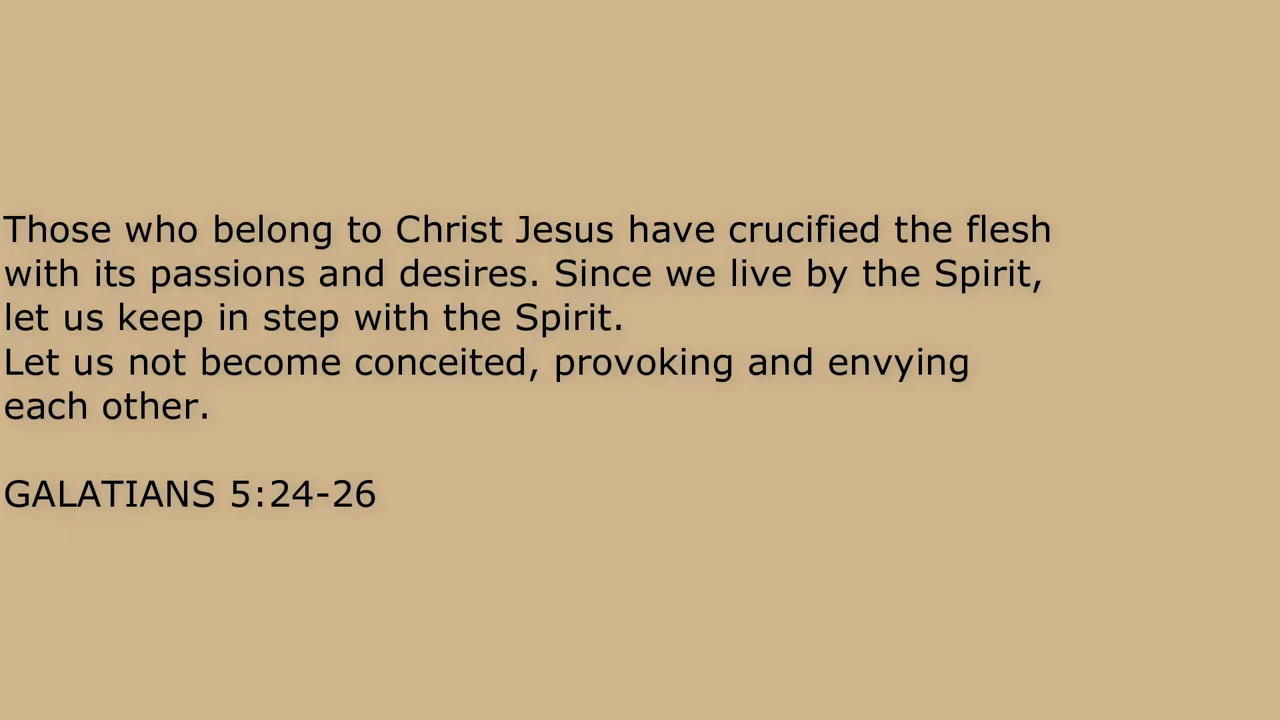 Those who belong to Christ Jesus have crucified the flesh
with its passions and desires. Since we live by the Spirit,
let us keep in step with the Spirit.
Let us not become conceited, provoking and envying
each other.
GALATIANS 5:24-26